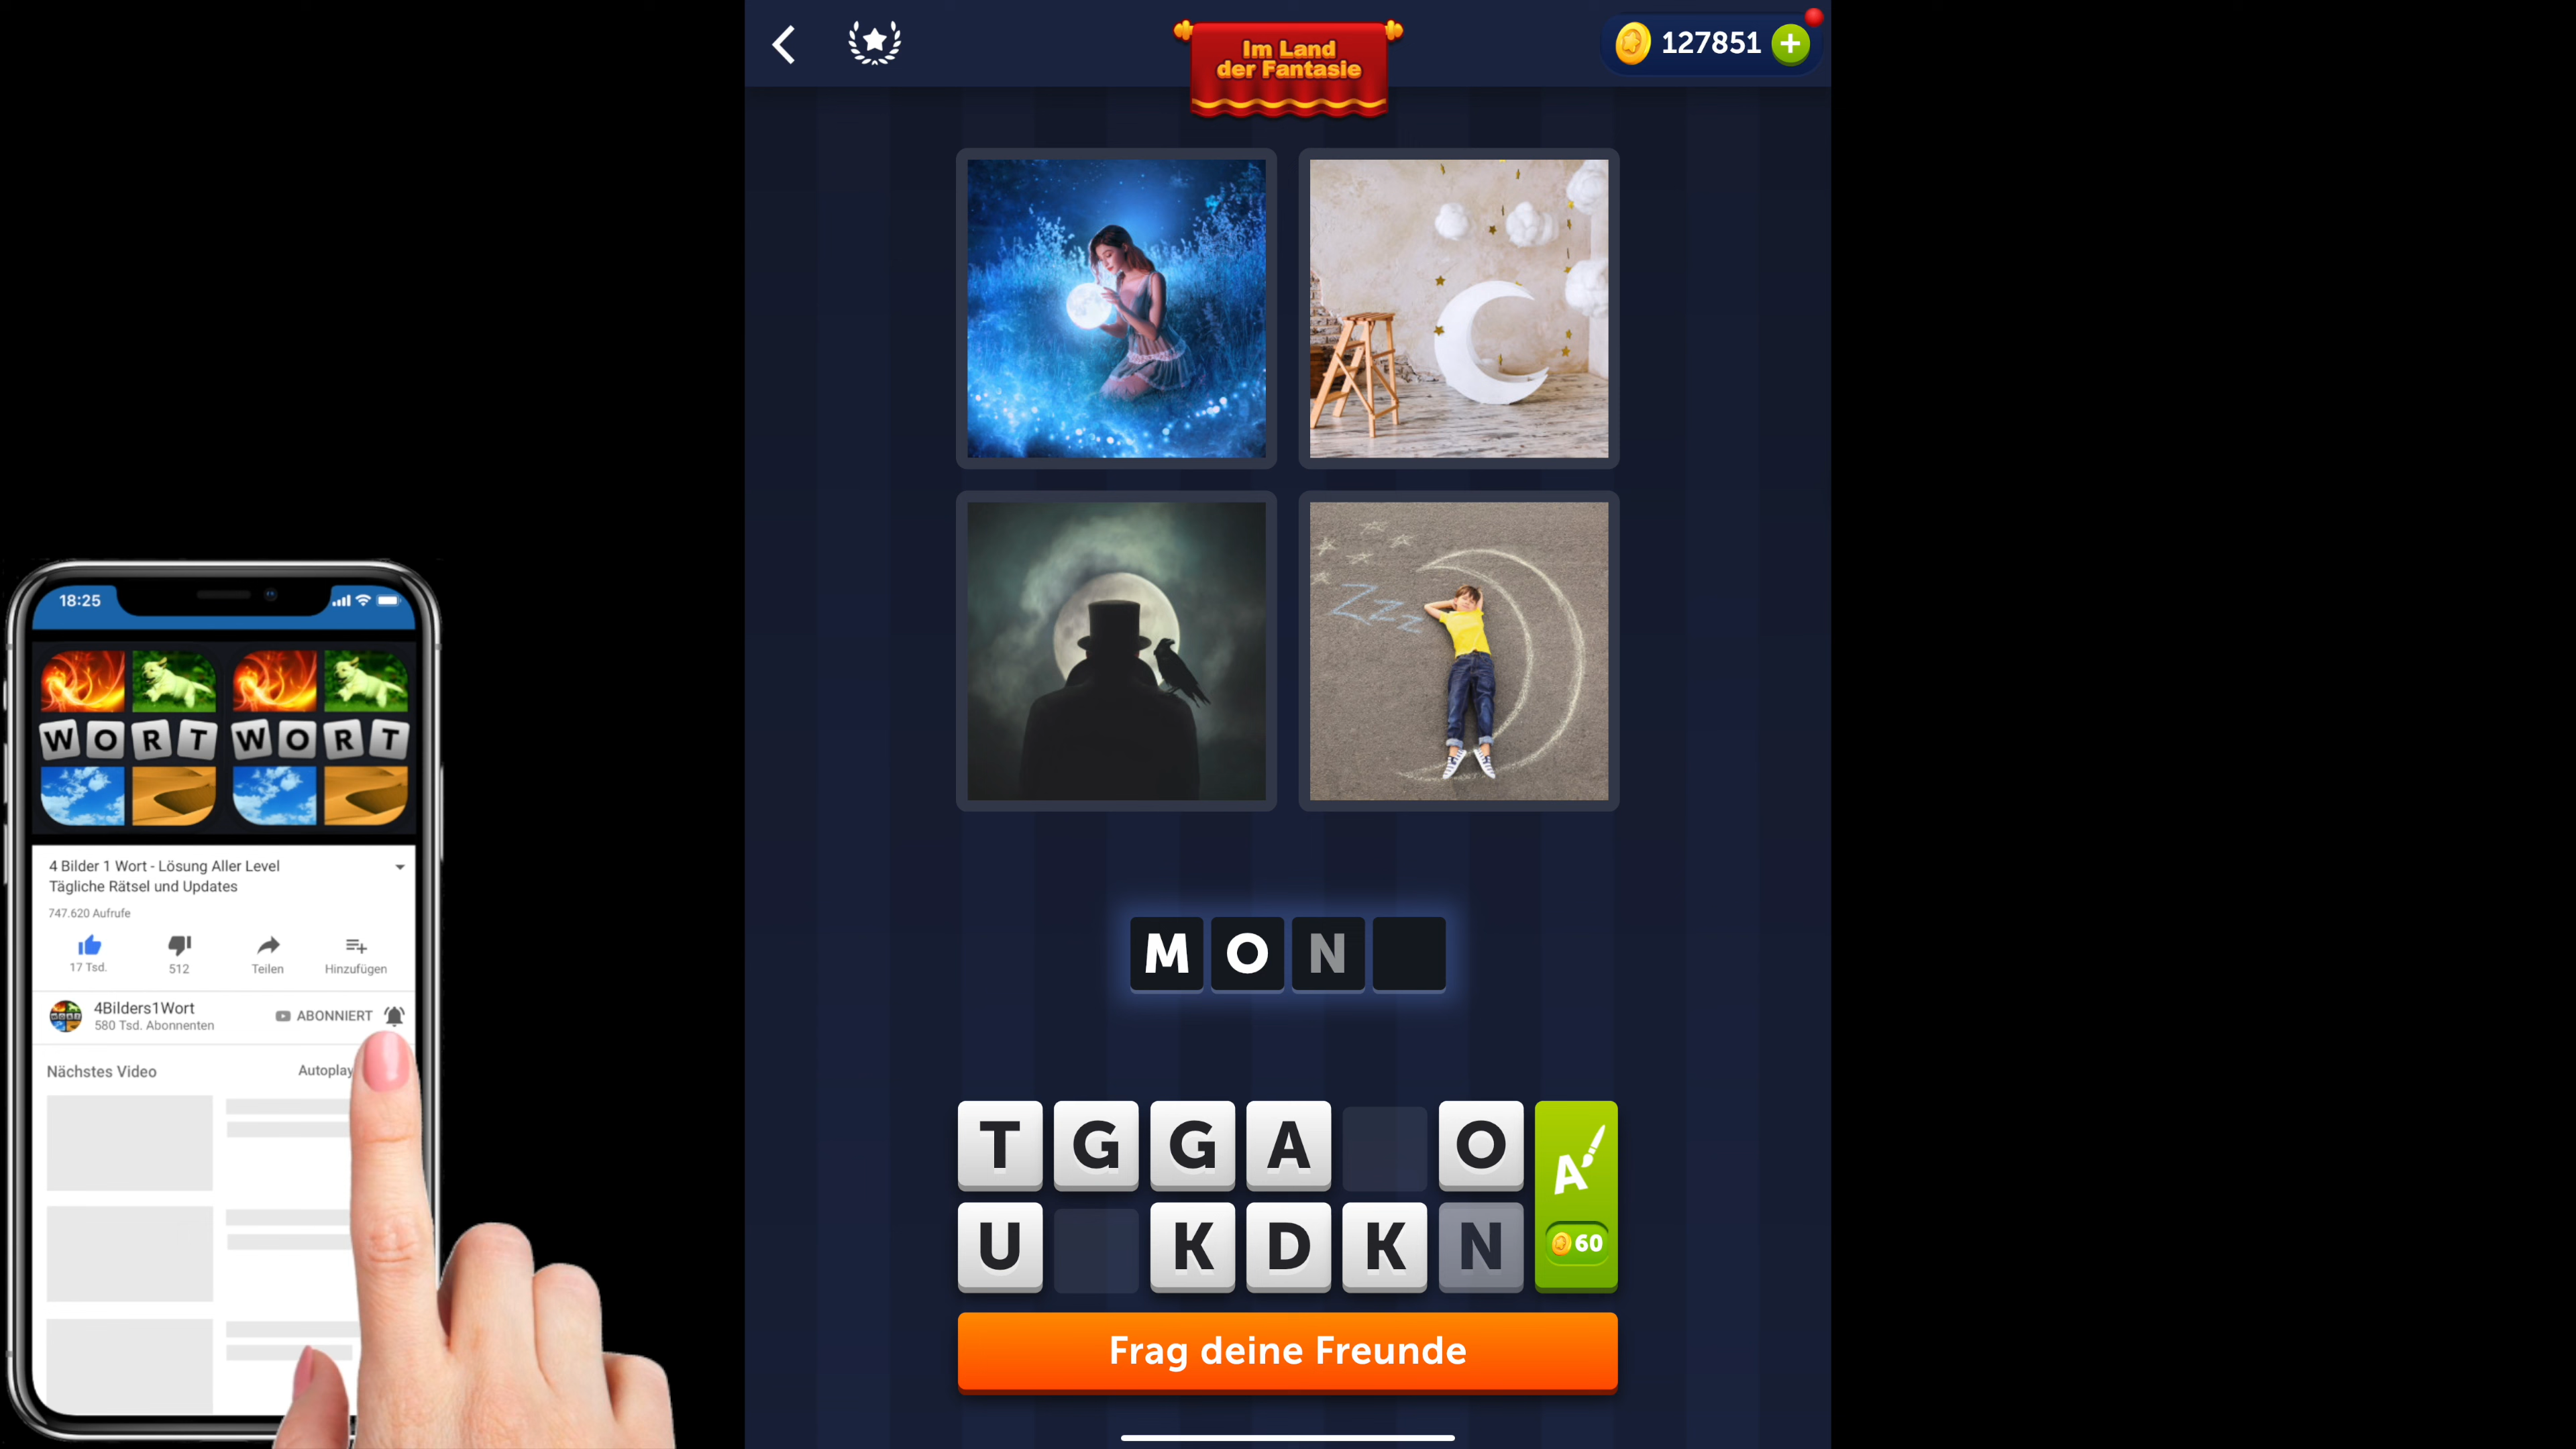 Im Land
der Fantasie
127851
Zzzz
M O N
T G G A O
U K D K N
A
60
Frag deine Freunde
18:25
W O R T W O R T
4 Bilder 1 Wort - Lösung Aller Level
Tägliche Rätsel und Updates
747.620 Aufrufe
17 Tsd.
512
Teilen
Hinzufügen
4Bilders1Wort
580 Tsd. Abonnenten
ABONNIERT
Nächstes Video
Autoplay